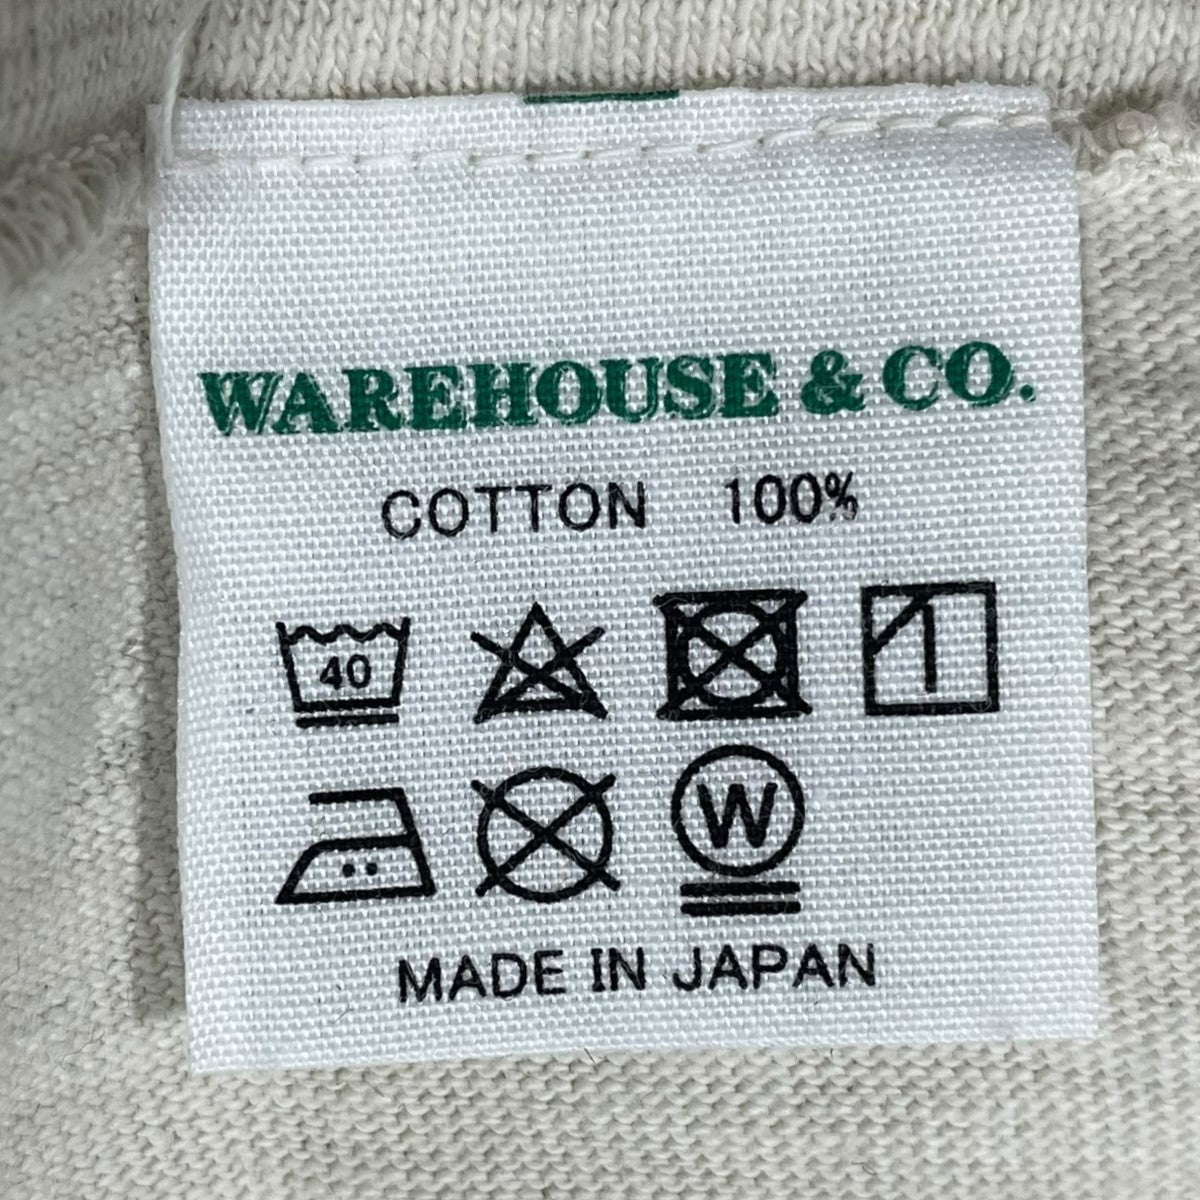 WAREHOUSE & CO.
COTTON 100%
40
W
MADE IN JAPAN